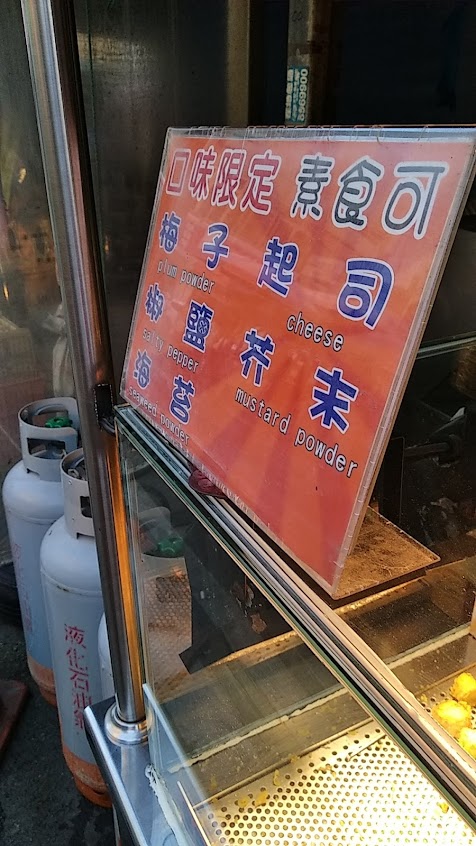 口味限定 素食可
梅子 起司
plum powder cheese
椒鹽 芥末
salty pepper mustard powder
海苔
seaweed powder
液化石油氣